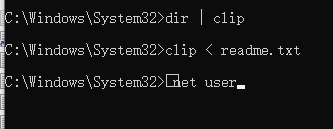 C:\Windows\System32>dir | clip
C:\Windows\System32>clip < readme.txt
C:\Windows\System32>□net user